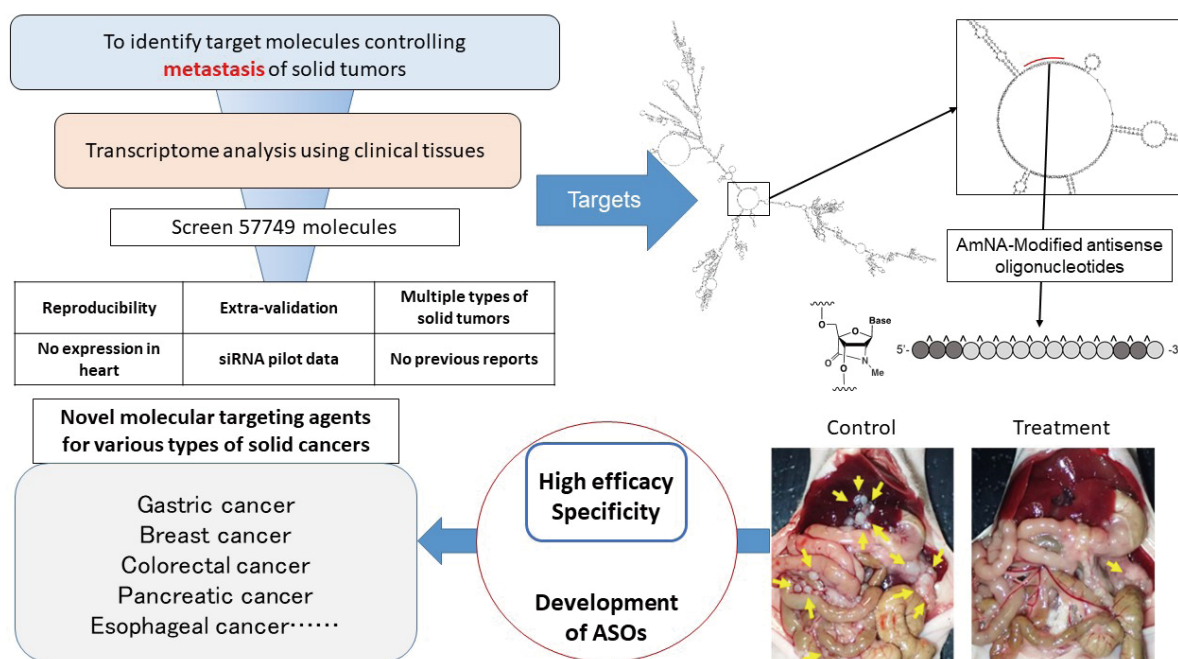 To identify target molecules controlling
metastasis of solid tumors
Transcriptome analysis using clinical tissues
Screen 57749 molecules
Reproducibility
Extra-validation
Multiple types of
solid tumors
No expression in
heart
siRNA pilot data
No previous reports
Targets
AmNA-Modified antisense
oligonucleotides
O
O
Base
O
N
Me
O
5'-
-3
Control
Treatment
High efficacy
Specificity
Development
of ASOs
Novel molecular targeting agents
for various types of solid cancers
Gastric cancer
Breast cancer
Colorectal cancer
Pancreatic cancer
Esophageal cancer⋯⋯